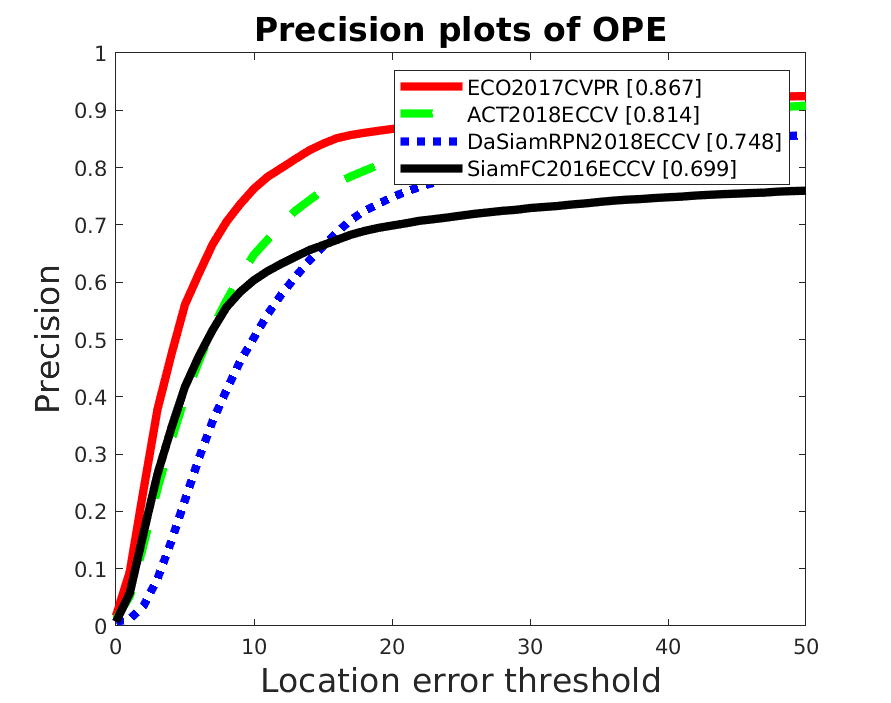 Precision plots of OPE
1
0.9
0.8
0.7
0.6
0.5
0.4
0.3
0.2
0.1
0
Precision
ECO2017CVPR [0.867]
ACT2018ECCV [0.814]
DaSiamRPN2018ECCV [0.748]
SiamFC2016ECCV [0.699]
0 10 20 30 40 50
Location error threshold